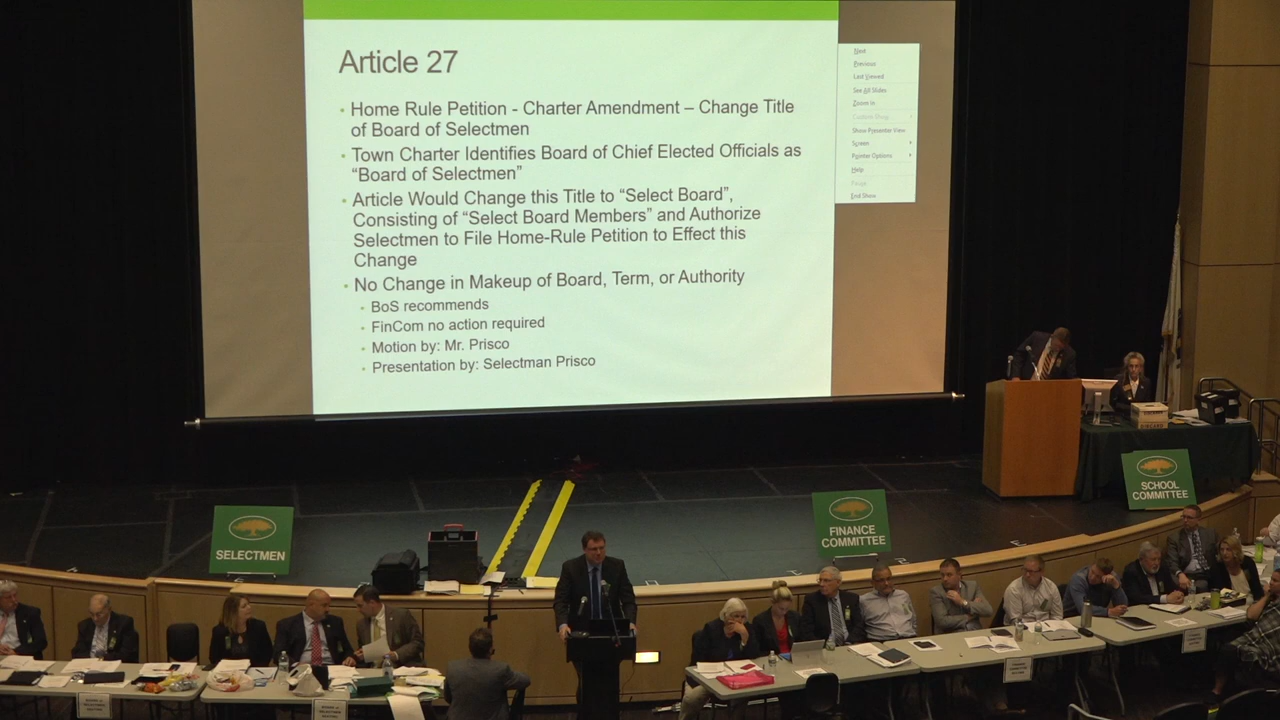 Article 27
• Home Rule Petition - Charter Amendment – Change Title
of Board of Selectmen
• Town Charter Identifies Board of Chief Elected Officials as
“Board of Selectmen”
• Article Would Change this Title to “Select Board”,
Consisting of “Select Board Members” and Authorize
Selectmen to File Home-Rule Petition to Effect this
Change
• No Change in Makeup of Board, Term, or Authority
• BoS recommends
• FinCom no action required
• Motion by: Mr. Prisco
• Presentation by: Selectman Prisco
Next
Previous
Last Viewed
See All Slides
Zoom in
Custom Show
Show Presenter View
Screen
Pointer Options
Help
Pause
End Show
SELECTMEN
FINANCE
COMMITTEE
SCHOOL
COMMITTEE